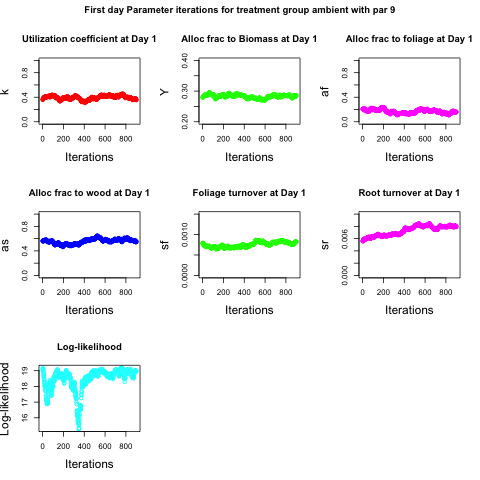 First day Parameter iterations for treatment group ambient with par 9
Utilization coefficient at Day 1
k
0.0 0.4 0.8
0 200 400 600 800
Iterations
Alloc frac to Biomass at Day 1
Y
0.20 0.30 0.40
0 200 400 600 800
Iterations
Alloc frac to foliage at Day 1
af
0.0 0.4 0.8
0 200 400 600 800
Iterations
Alloc frac to wood at Day 1
as
0.0 0.4 0.8
0 200 400 600 800
Iterations
Foliage turnover at Day 1
sf
0.0000 0.0010
0 200 400 600 800
Iterations
Root turnover at Day 1
sr
0.000 0.006
0 200 400 600 800
Iterations
Log-likelihood
Log-likelihood
16 17 18 19
0 200 400 600 800
Iterations